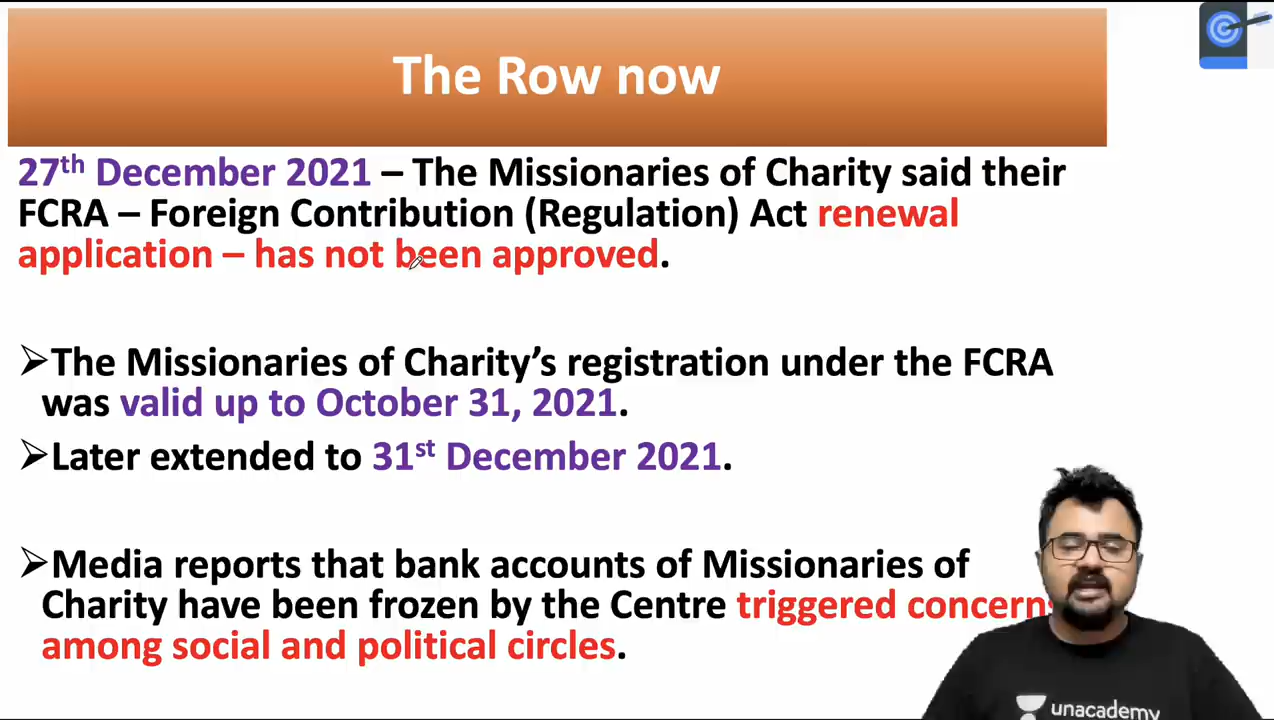 The Row now
27th December 2021 – The Missionaries of Charity said their
FCRA – Foreign Contribution (Regulation) Act renewal
application – has not been approved.
➢The Missionaries of Charity’s registration under the FCRA
was valid up to October 31, 2021.
➢Later extended to 31st December 2021.
➢Media reports that bank accounts of Missionaries of
Charity have been frozen by the Centre triggered concerns
among social and political circles.
unacademy